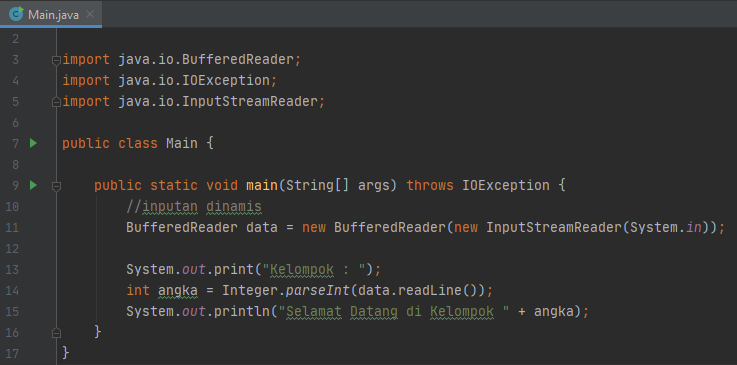 Main.java
2
3 import java.io.BufferedReader;
4 import java.io.IOException;
5 import java.io.InputStreamReader;
6
7 public class Main {
8
9 public static void main(String[] args) throws IOException {
10 //inputan dinamis
11 BufferedReader data = new BufferedReader(new InputStreamReader(System.in));
12
13 System.out.print("Kelompok : ");
14 int angka = Integer.parseInt(data.readLine());
15 System.out.println("Selamat Datang di Kelompok " + angka);
16 }
17 }